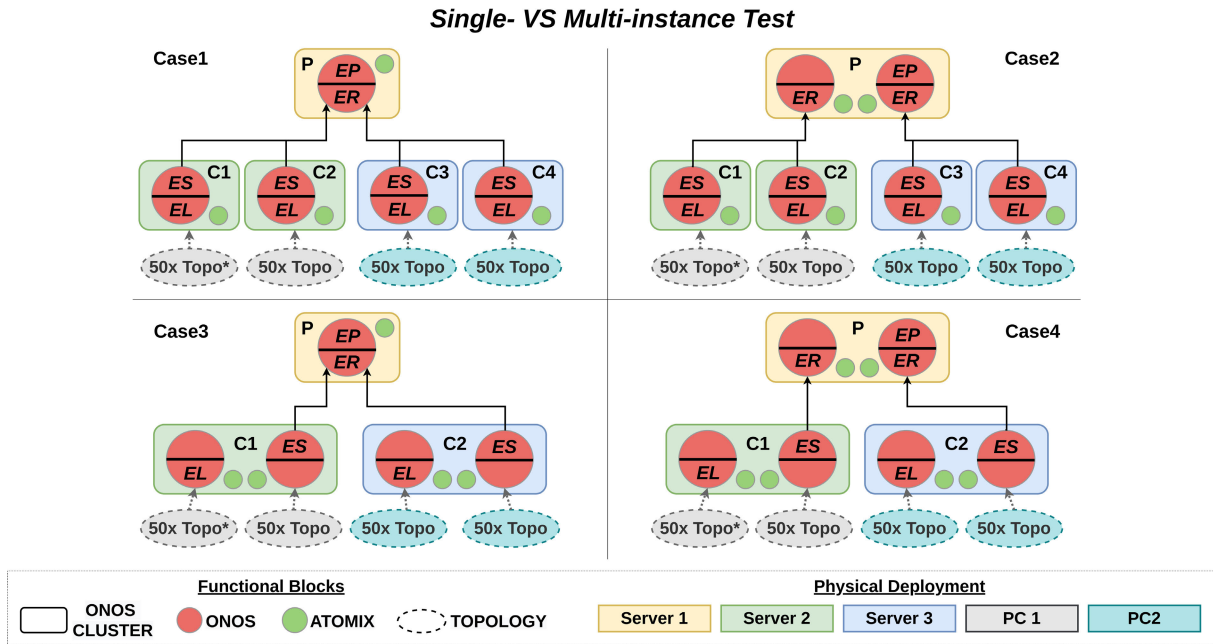 Single- VS Multi-instance Test
Case1
P
EP
ER
C1
ES
EL
C2
ES
EL
C3
ES
EL
C4
ES
EL
50x Topo*
50x Topo
50x Topo
50x Topo
Case2
P
ER
EP
ER
C1
ES
EL
C2
ES
EL
C3
ES
EL
C4
ES
EL
50x Topo*
50x Topo
50x Topo
50x Topo
Case3
P
EP
ER
C1
EL
ES
C2
EL
ES
50x Topo*
50x Topo
50x Topo
50x Topo
Case4
P
ER
EP
ER
C1
EL
ES
C2
EL
ES
50x Topo*
50x Topo
50x Topo
50x Topo
Functional Blocks
ONOS
CLUSTER
ONOS
ATOMIX
TOPOLOGY
Physical Deployment
Server 1
Server 2
Server 3
PC 1
PC2